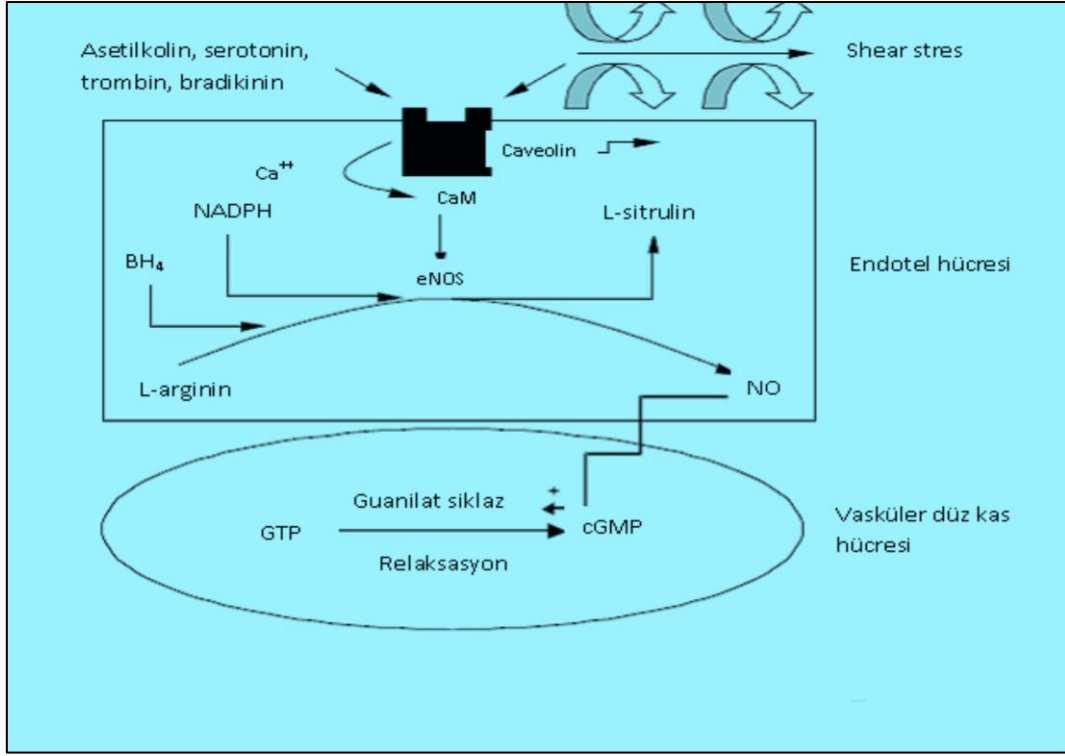 Asetilkolin, serotonin,
trombin, bradikinin
Shear stres
Caveolin
Ca⁺⁺
CaM
NADPH
L-sitrulin
BH₄
eNOS
Endotel hücresi
L-arginin
NO
Guanilat siklaz
+
GTP
cGMP
Relaksasyon
Vasküler düz kas
hücresi